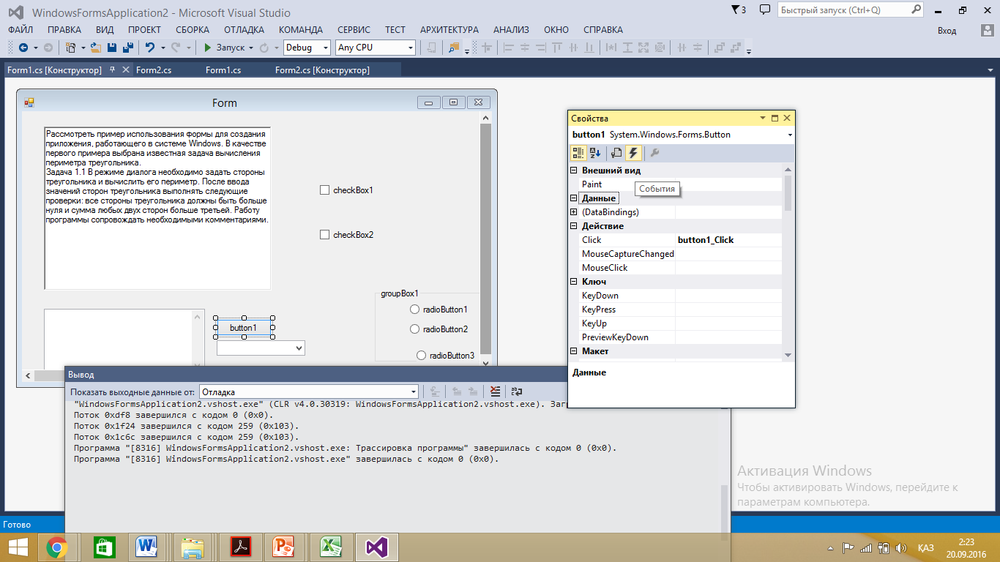 WindowsFormsApplication2 - Microsoft Visual Studio
3
Быстрый запуск (Ctrl+Q)
ФАЙЛ ПРАВКА ВИД ПРОЕКТ СБОРКА ОТЛАДКА КОМАНДА СЕРВИС ТЕСТ АРХИТЕКТУРА АНАЛИЗ ОКНО СПРАВКА
Вход
Запуск Debug Any CPU
Form1.cs [Конструктор] Form2.cs Form1.cs Form2.cs [Конструктор]
Form
Рассмотреть пример использования Формы для создания
приложения, работающего в системе Windows. В качестве
первого примера выбрана известная задача вычисления
периметра треугольника.
Задача 1.1 В режиме диалога необходимо задать стороны
треугольника и вычислить его периметр. После ввода
значений сторон треугольника выполнять следующие
проверки: все стороны треугольника должны быть больше
нуля и сумма любых двух сторон больше третьей. Работу
программы сопровождать необходимыми комментариями.
checkBox1
checkBox2
groupBox1
radioButton1
radioButton2
radioButton3
button1
Свойства
button1 System.Windows.Forms.Button
Внешний вид
Paint
События
Данные
(DataBindings)
Действие
Click button1_Click
MouseCaptureChanged
MouseClick
Ключ
KeyDown
KeyPress
KeyUp
PreviewKeyDown
Макет
Данные
Вывод
Показать выходные данные от: Отладка
"WindowsFormsApplication2.vshost.exe" (CLR v4.0.30319: WindowsFormsApplication2.vshost.exe). Загр
Поток 0xdf8 завершился с кодом 0 (0x0).
Поток 0x1f24 завершился с кодом 259 (0x103).
Поток 0x1c6c завершился с кодом 259 (0x103).
Программа "[8316] WindowsFormsApplication2.vshost.exe: Трассировка программы" завершилась с кодом 0 (0x0).
Программа "[8316] WindowsFormsApplication2.vshost.exe" завершилась с кодом 0 (0x0).
Активация Windows
Чтобы активировать Windows, перейдите к
параметрам компьютера.
Готово
ҚАЗ
2:23
20.09.2016